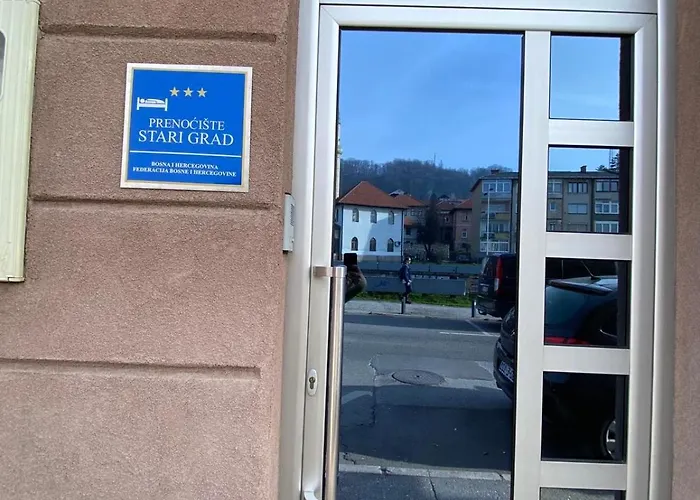 PRENOĆIŠTE
STARI GRAD
BOSNA I HERCEGOVINA
FEDERACIJA BOSNE I HERCEGOVINE